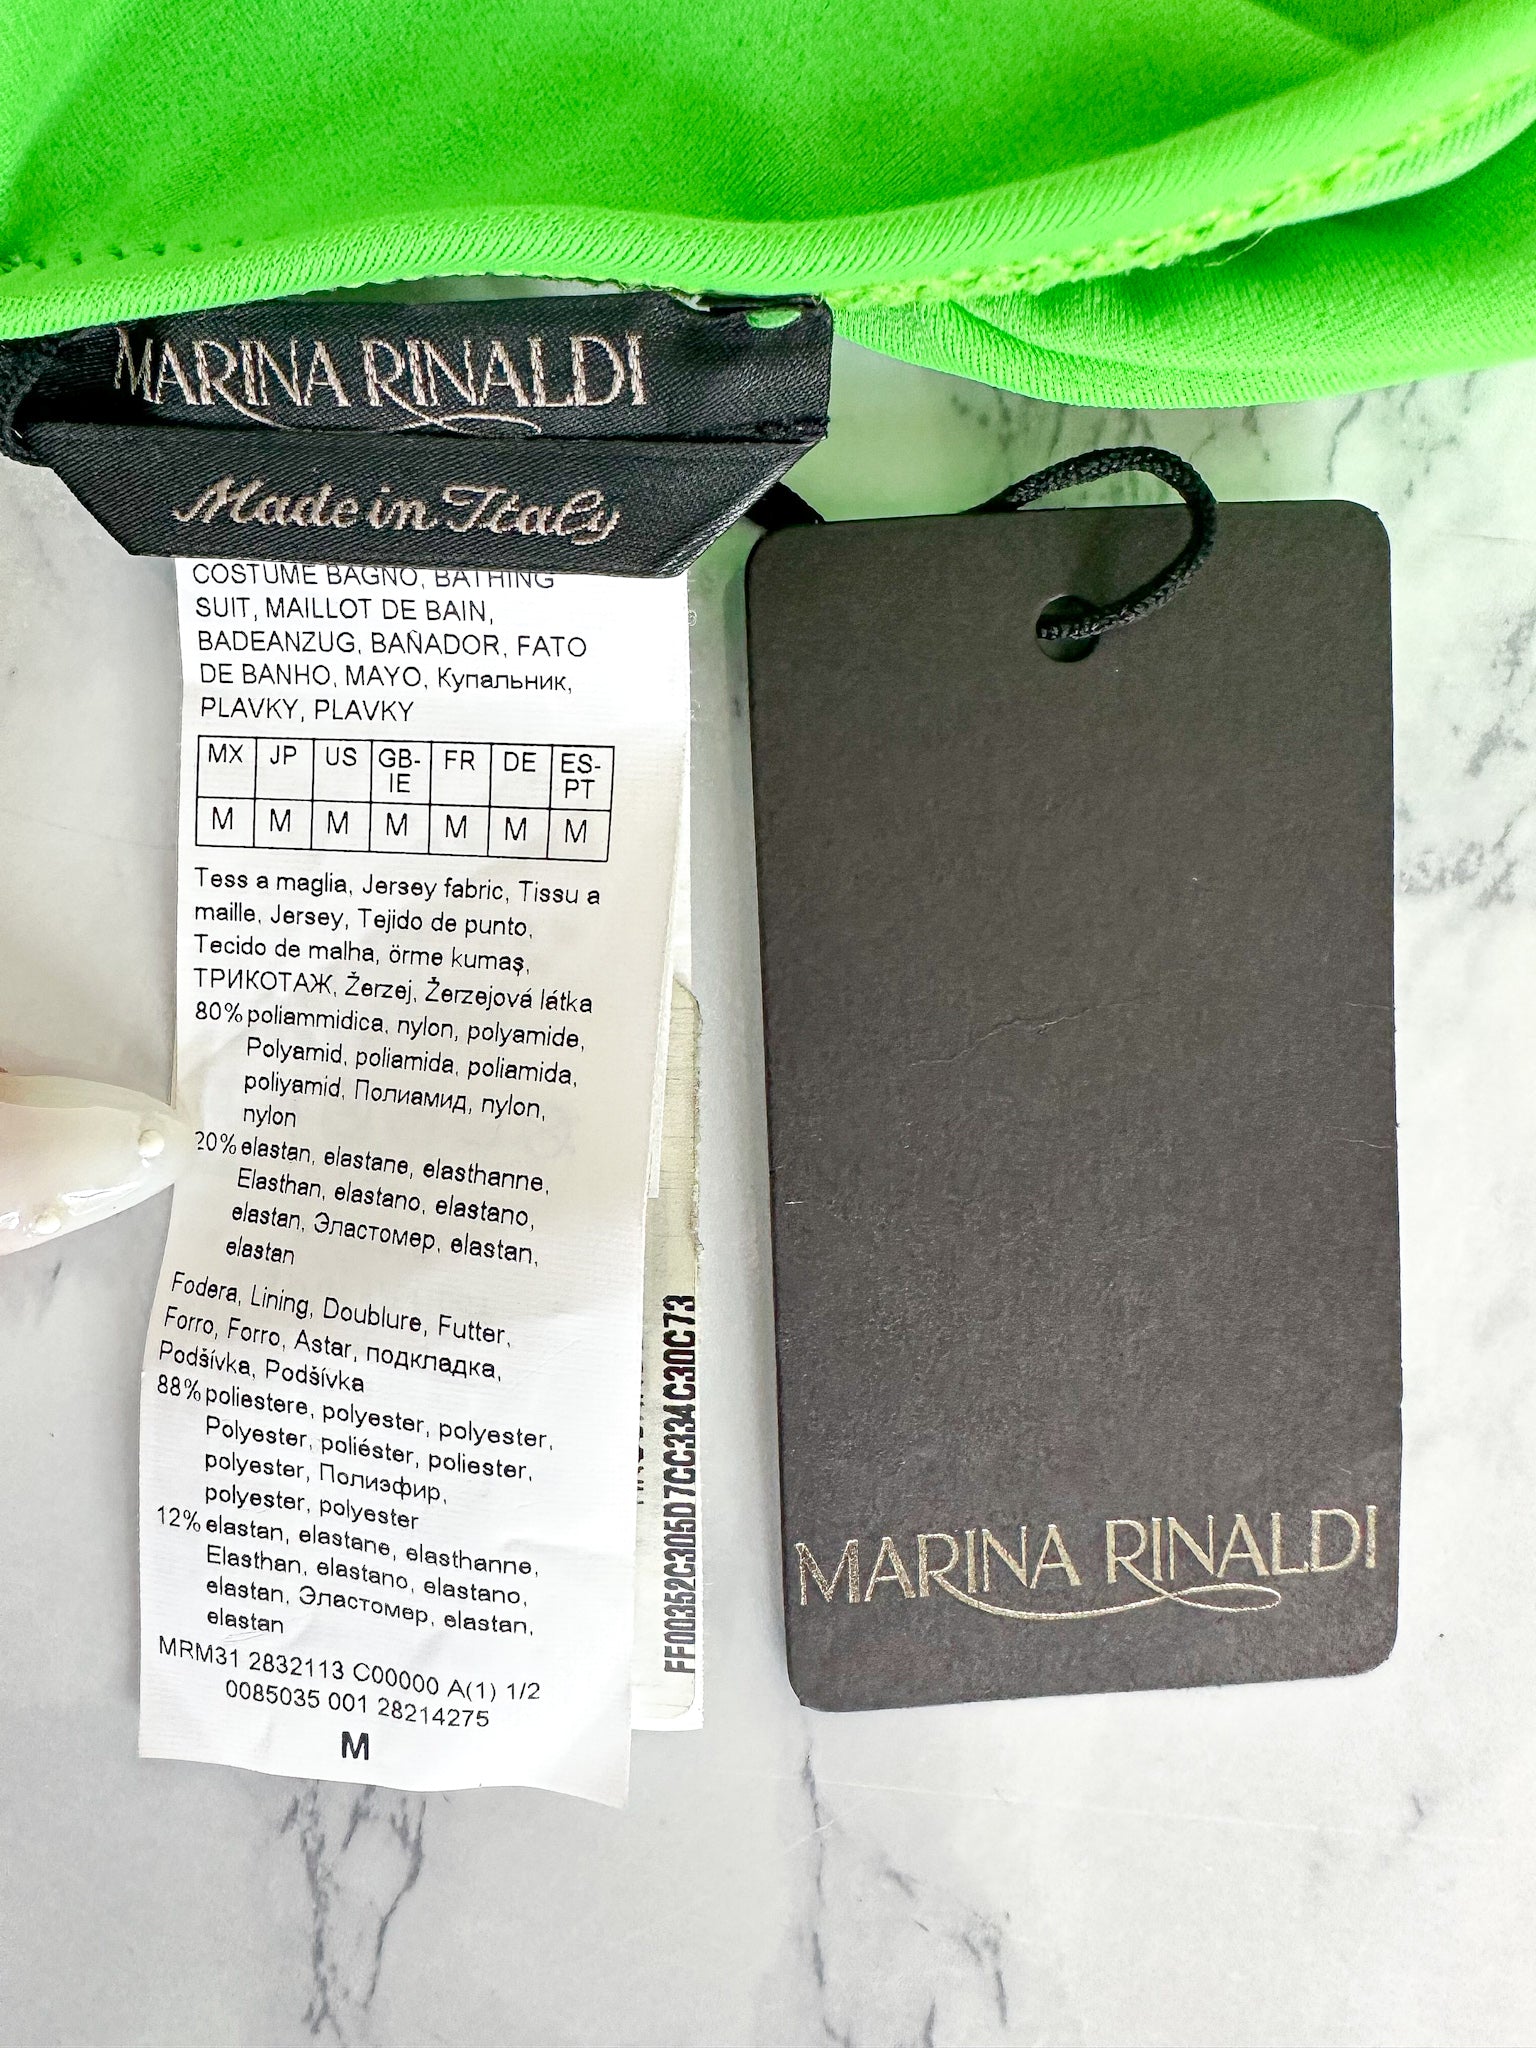 MARINA RINALDI
Made in Italy
COSTUME BAGNO, BATHING
SUIT, MAILLOT DE BAIN,
BADEANZUG, BAÑADOR, FATO
DE BANHO, MAYO, Купальник,
PLAVKY, PLAVKY
MX JP US GB-IE FR DE ES-PT
M M M M M M M
Tess a maglia, Jersey fabric, Tissu a
maille, Jersey, Tejido de punto,
Tecido de malha, örme kumaş,
ТРИКОТАЖ, Žerzej, Žerzejová látka
80% poliammidica, nylon, polyamide,
Polyamid, poliamida, poliamida,
poliyamid, Полиамид, nylon,
nylon
20% elastan, elastane, elasthanne,
Elasthan, elastano, elastano,
elastan, Эластомер, elastan,
elastan
Fodera, Lining, Doublure, Futter,
Forro, Forro, Astar, подкладка,
Podšívka, Podšívka
88% poliestere, polyester, polyester,
Polyester, poliéster, poliester,
polyester, Полиэфир,
polyester, polyester
12% elastan, elastane, elasthanne,
Elasthan, elastano, elastano,
elastan, Эластомер, elastan,
elastan
MRM31 2832113 C00000 A(1) 1/2
0085035 001 28214275
M
FF00352C305D7CC334C30C73
MARINA RINALDI